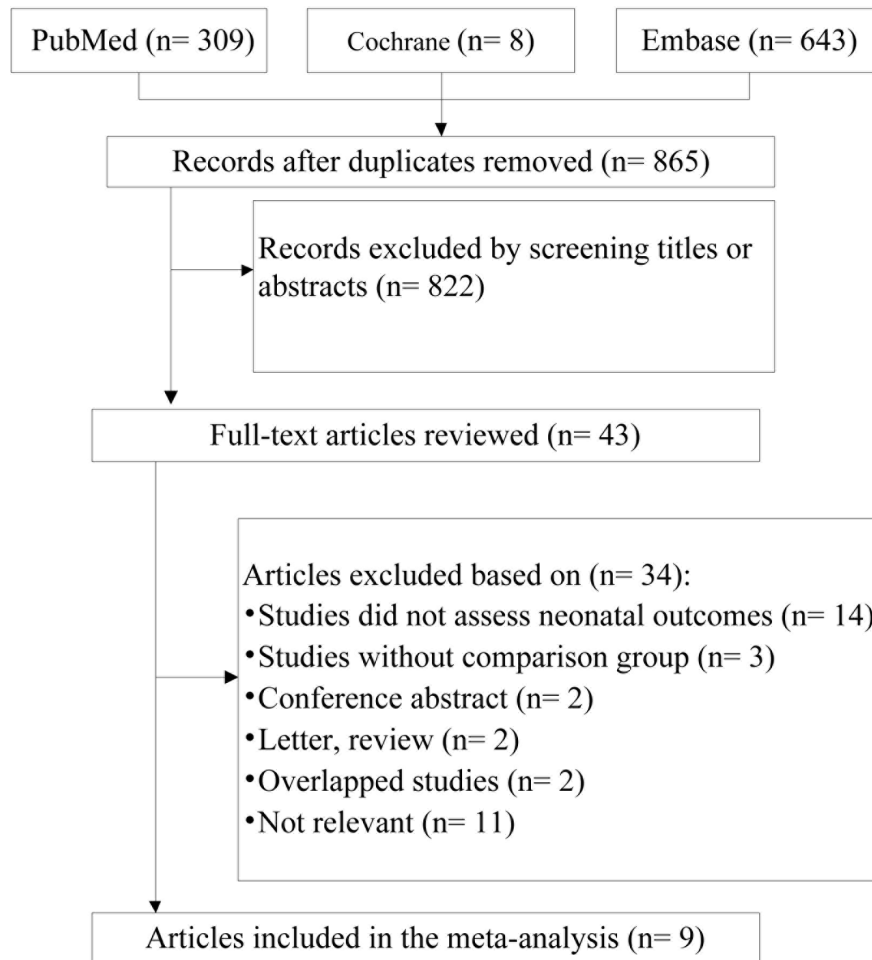 PubMed (n= 309)
Cochrane (n= 8)
Embase (n= 643)
Records after duplicates removed (n= 865)
Records excluded by screening titles or
abstracts (n= 822)
Full-text articles reviewed (n= 43)
Articles excluded based on (n= 34):
•Studies did not assess neonatal outcomes (n= 14)
•Studies without comparison group (n= 3)
•Conference abstract (n= 2)
•Letter, review (n= 2)
•Overlapped studies (n= 2)
•Not relevant (n= 11)
Articles included in the meta-analysis (n= 9)